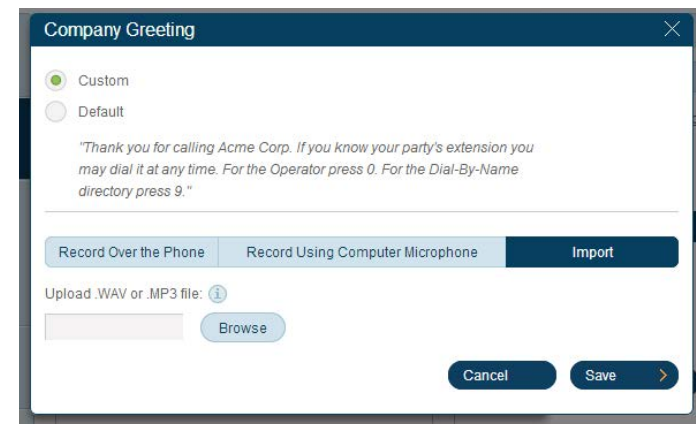 Company Greeting
Custom
Default
"Thank you for calling Acme Corp. If you know your party's extension you
may dial it at any time. For the Operator press 0. For the Dial-By-Name
directory press 9."
Record Over the Phone Record Using Computer Microphone Import
Upload .WAV or .MP3 file:
Browse
Cancel Save